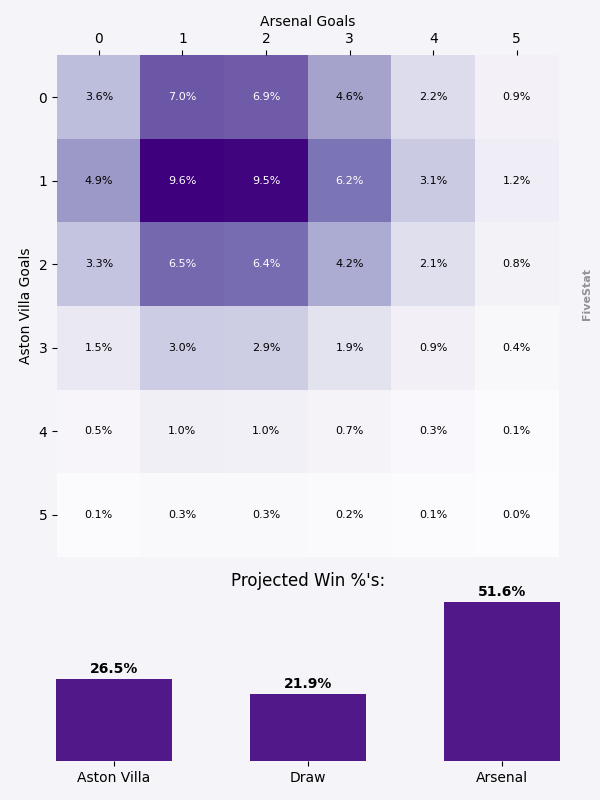 Arsenal Goals
0 1 2 3 4 5
0 3.6% 7.0% 6.9% 4.6% 2.2% 0.9%
1 4.9% 9.6% 9.5% 6.2% 3.1% 1.2%
2 3.3% 6.5% 6.4% 4.2% 2.1% 0.8%
3 1.5% 3.0% 2.9% 1.9% 0.9% 0.4%
4 0.5% 1.0% 1.0% 0.7% 0.3% 0.1%
5 0.1% 0.3% 0.3% 0.2% 0.1% 0.0%
Aston Villa Goals
FiveStat
Projected Win %'s:
26.5% 21.9% 51.6%
Aston Villa Draw Arsenal